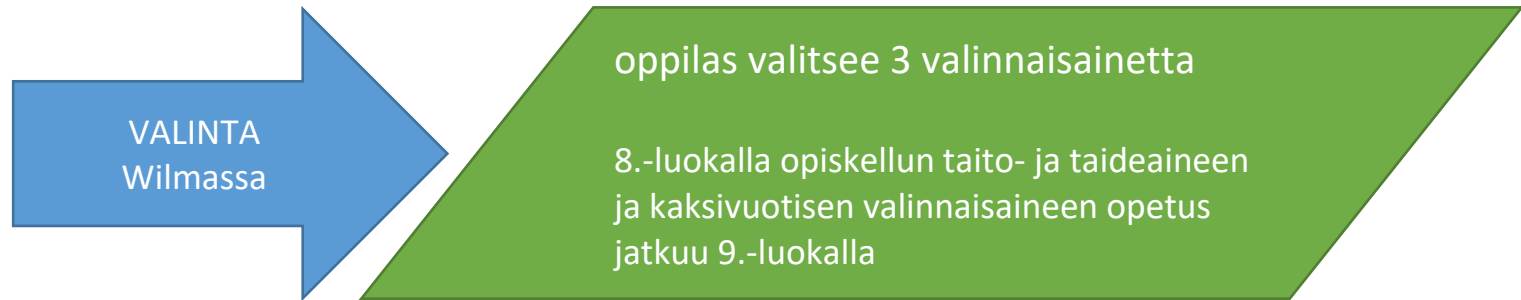 VALINTA
Wilmassa
oppilas valitsee 3 valinnaisainetta
8.-luokalla opiskellun taito- ja taideaineen
ja kaksivuotisen valinnaisaineen opetus
jatkuu 9.-luokalla